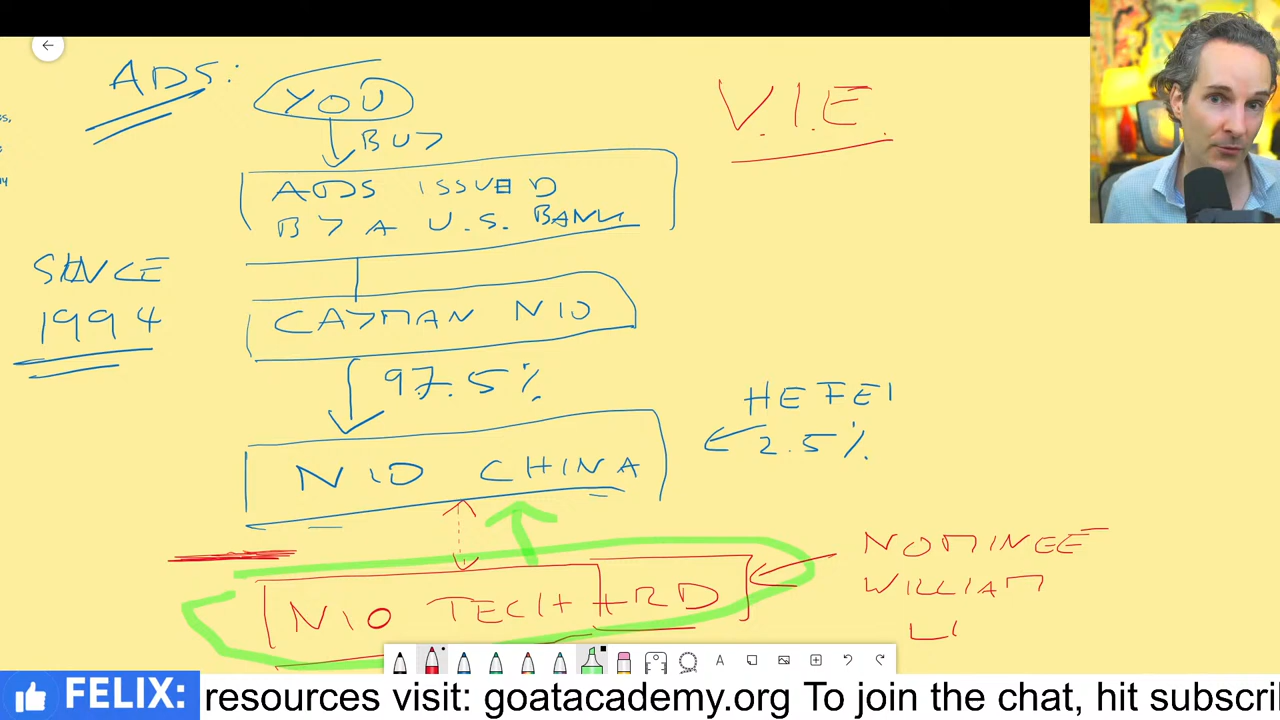 ADS:
YOU
BUY
V.I.E.
ADS ISSUED
BY A U.S. BANK
SINCE
1994
CAYMAN NIO
97.5%
HEFEI
2.5%
NIO CHINA
NOMINEE
WILLIAM
LI
NIO TECH + RD
A
FELIX: resources visit: goatacademy.org To join the chat, hit subscri